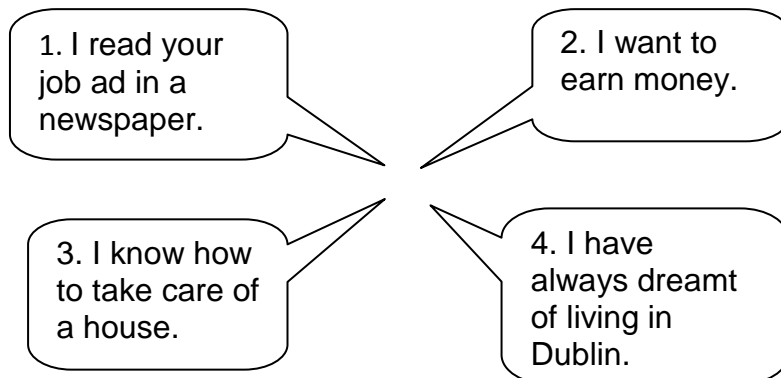 1. I read your
job ad in a
newspaper.
2. I want to
earn money.
3. I know how
to take care of
a house.
4. I have
always dreamt
of living in
Dublin.